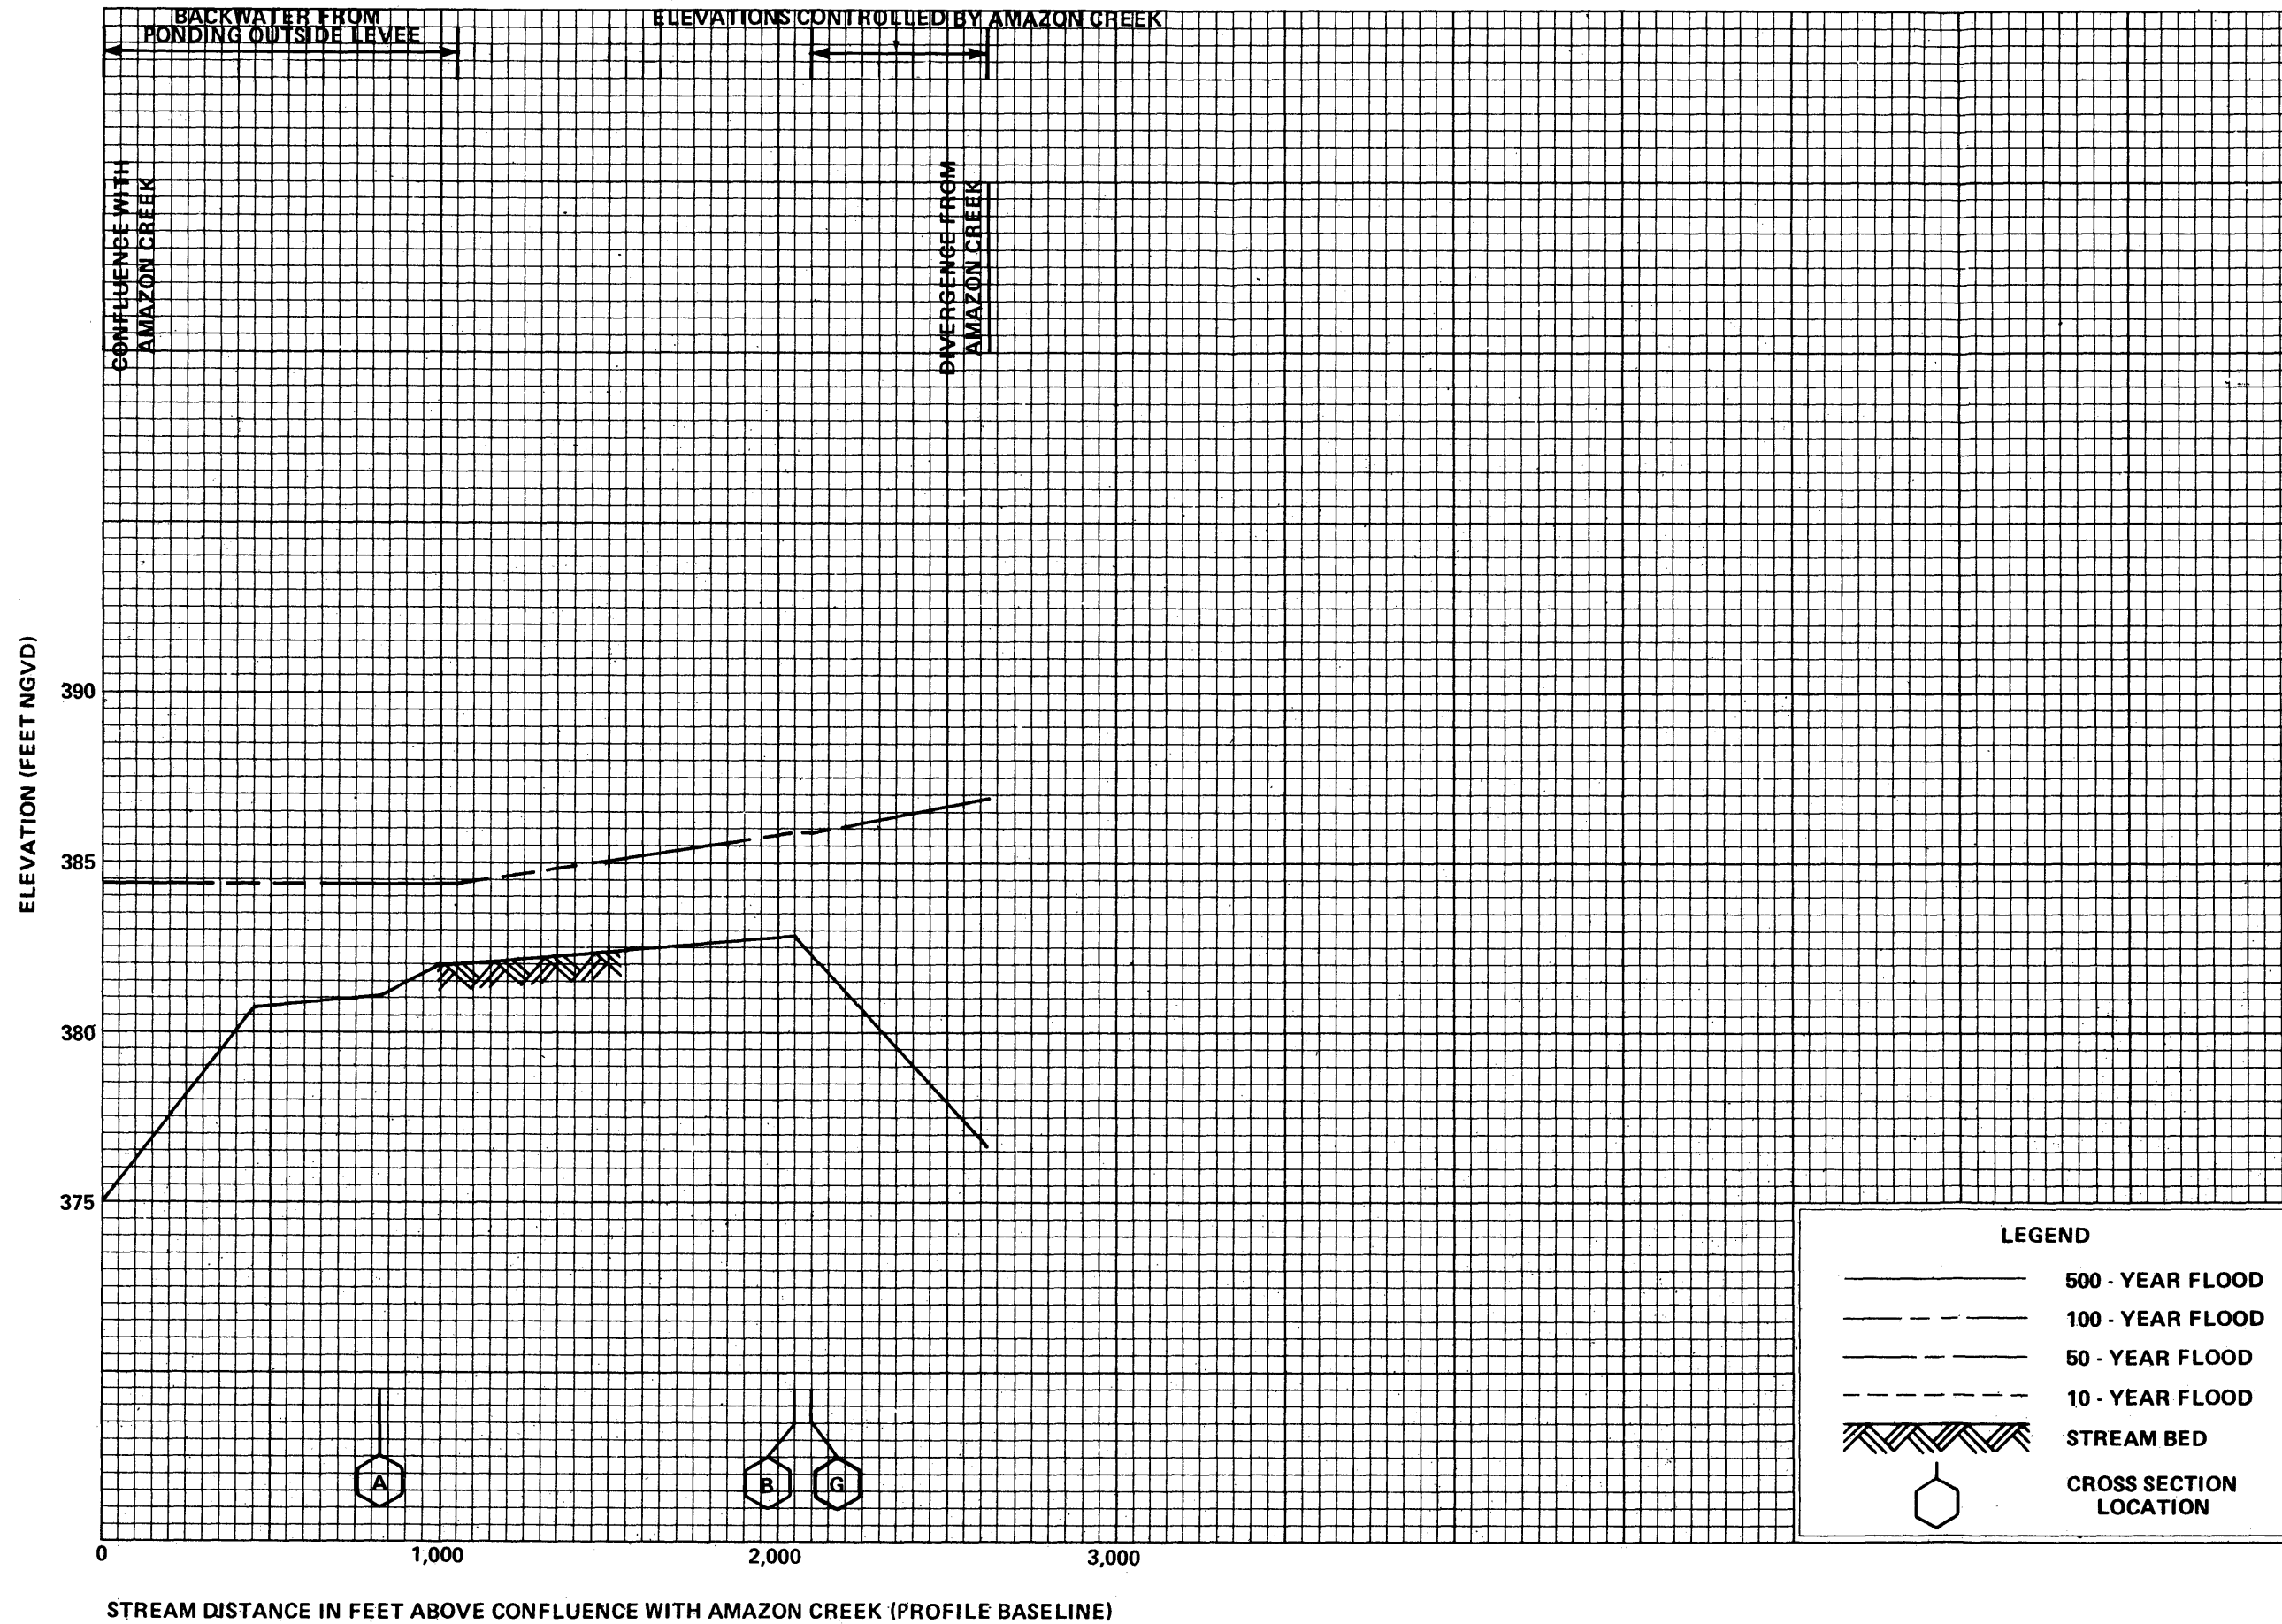 BACKWATER FROM
PONDING OUTSIDE LEVEE
ELEVATIONS CONTROLLED BY AMAZON CREEK
CONFLUENCE WITH
AMAZON CREEK
DIVERGENCE FROM
AMAZON CREEK
ELEVATION (FEET NGVD)
390
385
380
375
A
B
G
0
1,000
2,000
3,000
STREAM DISTANCE IN FEET ABOVE CONFLUENCE WITH AMAZON CREEK (PROFILE BASELINE)
LEGEND
500 - YEAR FLOOD
100 - YEAR FLOOD
50 - YEAR FLOOD
10 - YEAR FLOOD
STREAM BED
CROSS SECTION
LOCATION